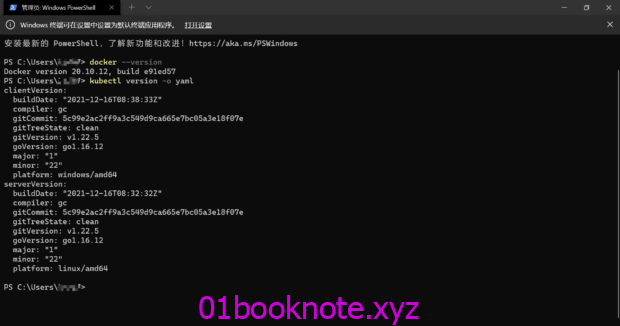 管理员: Windows PowerShell
Windows 终端可在设置中设置为默认终端应用程序。 打开设置
安装最新的 PowerShell,了解新功能和改进!https://aka.ms/PSWindows
PS C:\Users\ > docker --version
Docker version 20.10.12, build e91ed57
PS C:\Users\ > kubectl version -o yaml
clientVersion:
  buildDate: "2021-12-16T08:38:33Z"
  compiler: gc
  gitCommit: 5c99e2ac2ff9a3c549d9ca665e7bc05a3e18f07e
  gitTreeState: clean
  gitVersion: v1.22.5
  goVersion: go1.16.12
  major: "1"
  minor: "22"
  platform: windows/amd64
serverVersion:
  buildDate: "2021-12-16T08:32:32Z"
  compiler: gc
  gitCommit: 5c99e2ac2ff9a3c549d9ca665e7bc05a3e18f07e
  gitTreeState: clean
  gitVersion: v1.22.5
  goVersion: go1.16.12
  major: "1"
  minor: "22"
  platform: linux/amd64
PS C:\Users\ >
01booknote.xyz